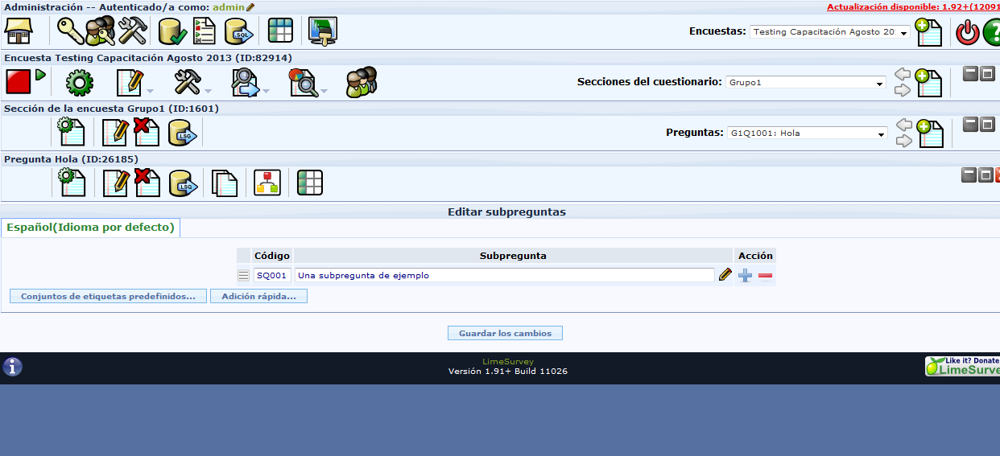 Administración -- Autenticado/a como: admin
Actualización disponible: 1.92+(12091
LSQL
Encuestas: Testing Capacitación Agosto 20
Encuesta Testing Capacitación Agosto 2013 (ID:82914)
Secciones del cuestionario: Grupo1
Sección de la encuesta Grupo1 (ID:1601)
LSG
Preguntas: G1Q1001: Hola
Pregunta Hola (ID:26185)
LSQ
Editar subpreguntas
Español(Idioma por defecto)
Código Subpregunta Acción
SQ001 Una subpregunta de ejemplo
Conjuntos de etiquetas predefinidos... Adición rápida...
Guardar los cambios
LimeSurvey
Versión 1.91+ Build 11026
Like it? Donate
LimeSurve